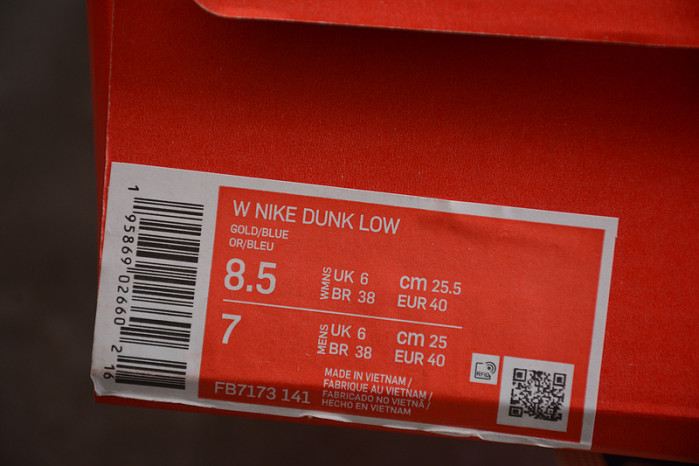 W NIKE DUNK LOW
GOLD/BLUE
OR/BLEU
8.5 WMNS UK 6 cm 25.5
BR 38 EUR 40
7 MENS UK 6 cm 25
BR 38 EUR 40
MADE IN VIETNAM /
FABRIQUE AU VIETNAM /
FABRICADO NO VIETNÃ /
HECHO EN VIETNAM
FB7173 141
RFID
1 95869 02660 2 16